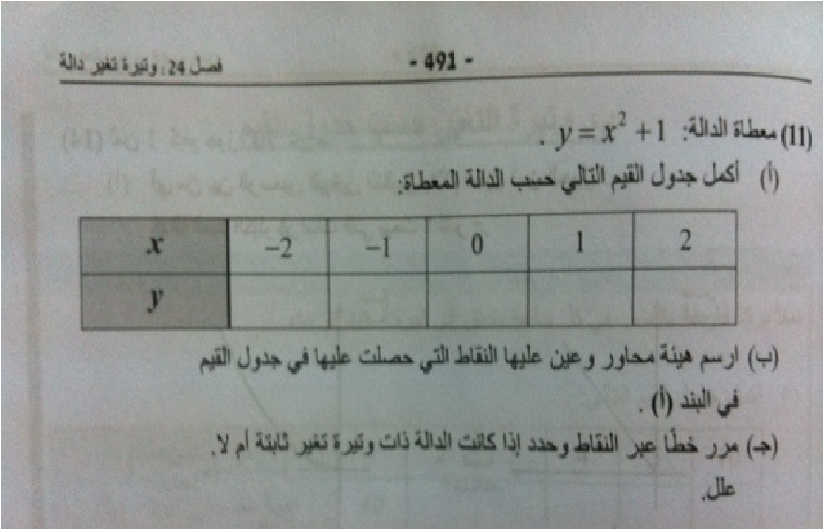 فصل 24: وتيرة تغير دالة - 491 -
(11) معطاة الدالة: y = x² + 1 .
(أ) أكمل جدول القيم التالي حسب الدالة المعطاة:
x -2 -1 0 1 2
y
(ب) ارسم هيئة محاور وعين عليها النقاط التي حصلت عليها في جدول القيم
في البند (أ) .
(جـ) مرر خطًا عبر النقاط وحدد إذا كانت الدالة ذات وتيرة تغير ثابتة أم لا.
علل.